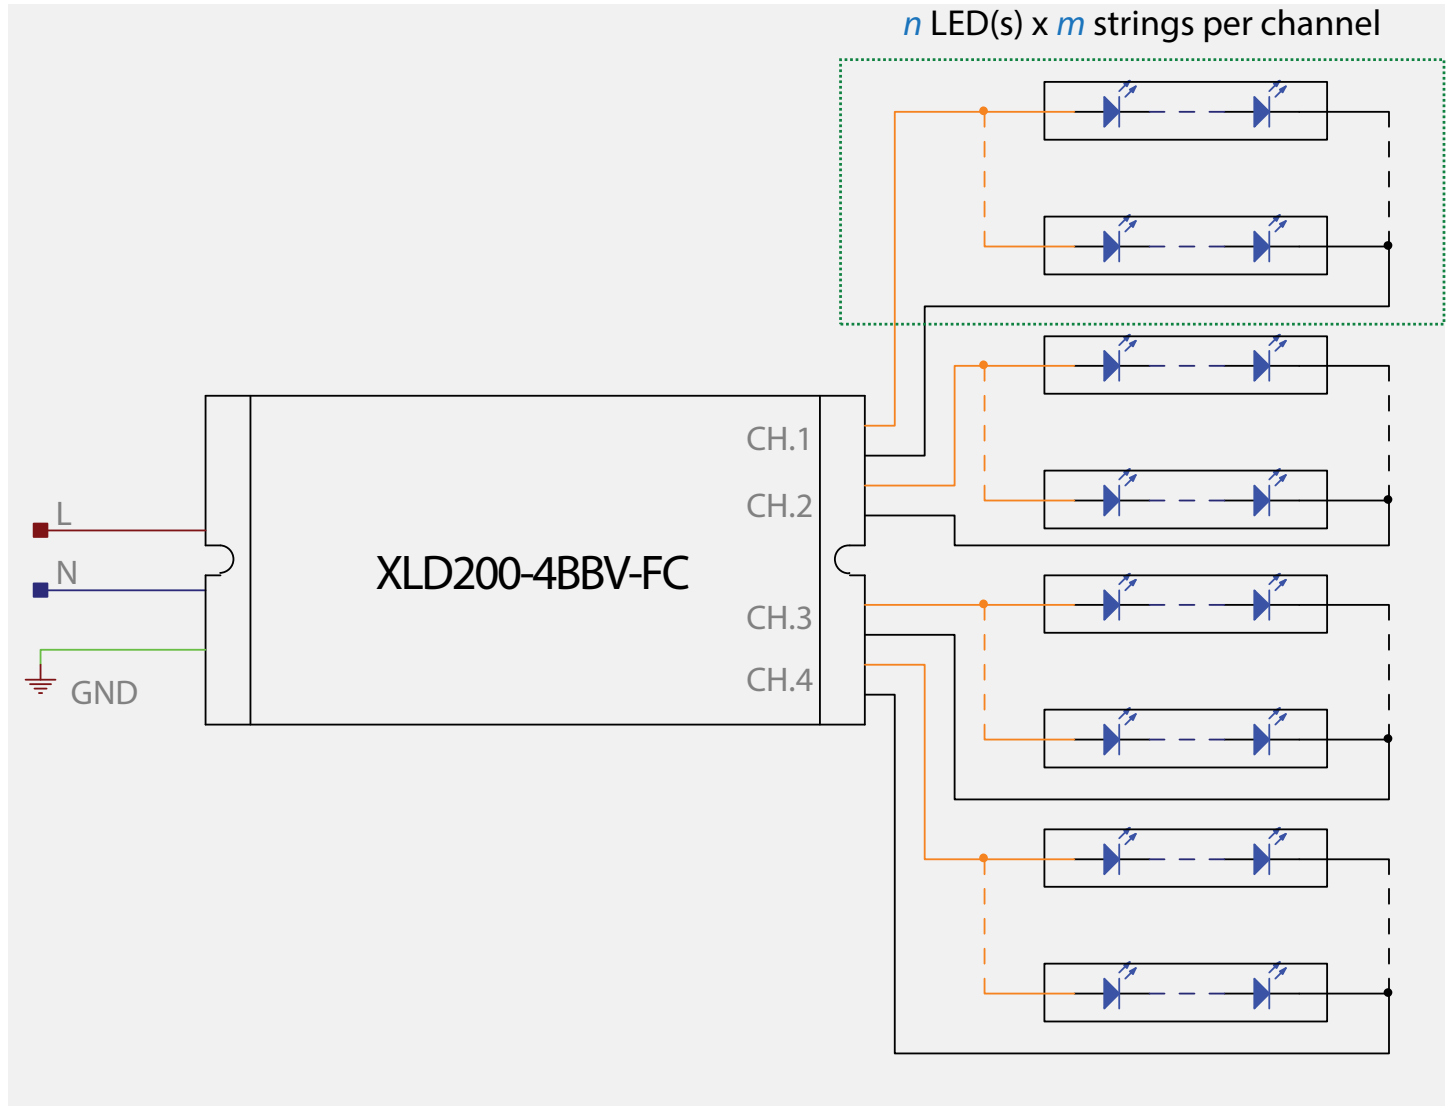 n LED(s) x m strings per channel
CH.1
CH.2
L
N
XLD200-4BBV-FC
CH.3
CH.4
GND